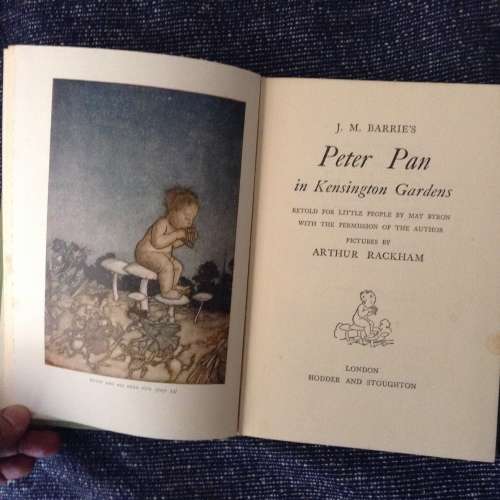 J. M. BARRIE'S
Peter Pan
in Kensington Gardens
RETOLD FOR LITTLE PEOPLE BY MAY BYRON
WITH THE PERMISSION OF THE AUTHOR
PICTURES BY
ARTHUR RACKHAM
LONDON
HODDER AND STOUGHTON